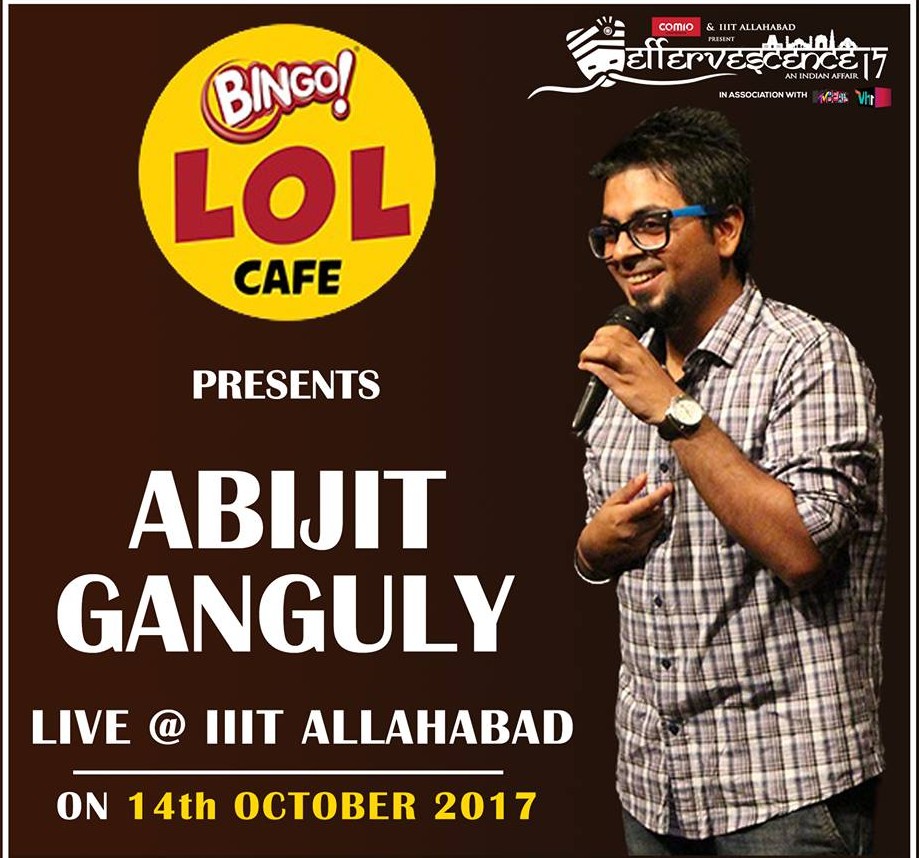 COMIO & IIIT ALLAHABAD
PRESENT
effervescence 17
AN INDIAN AFFAIR
IN ASSOCIATION WITH
BINGO!
LOL
CAFE
PRESENTS
ABIJIT
GANGULY
LIVE @ IIIT ALLAHABAD
ON 14th OCTOBER 2017